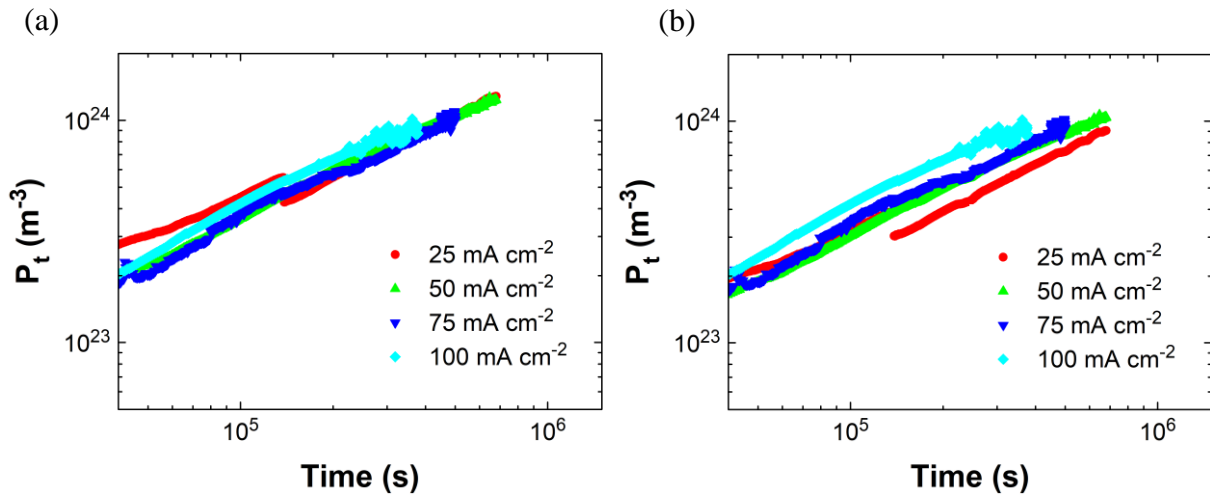 (a)
P_t (m^-3)
10^24
10^23
25 mA cm^-2
50 mA cm^-2
75 mA cm^-2
100 mA cm^-2
10^5
10^6
Time (s)
(b)
P_t (m^-3)
10^24
10^23
25 mA cm^-2
50 mA cm^-2
75 mA cm^-2
100 mA cm^-2
10^5
10^6
Time (s)